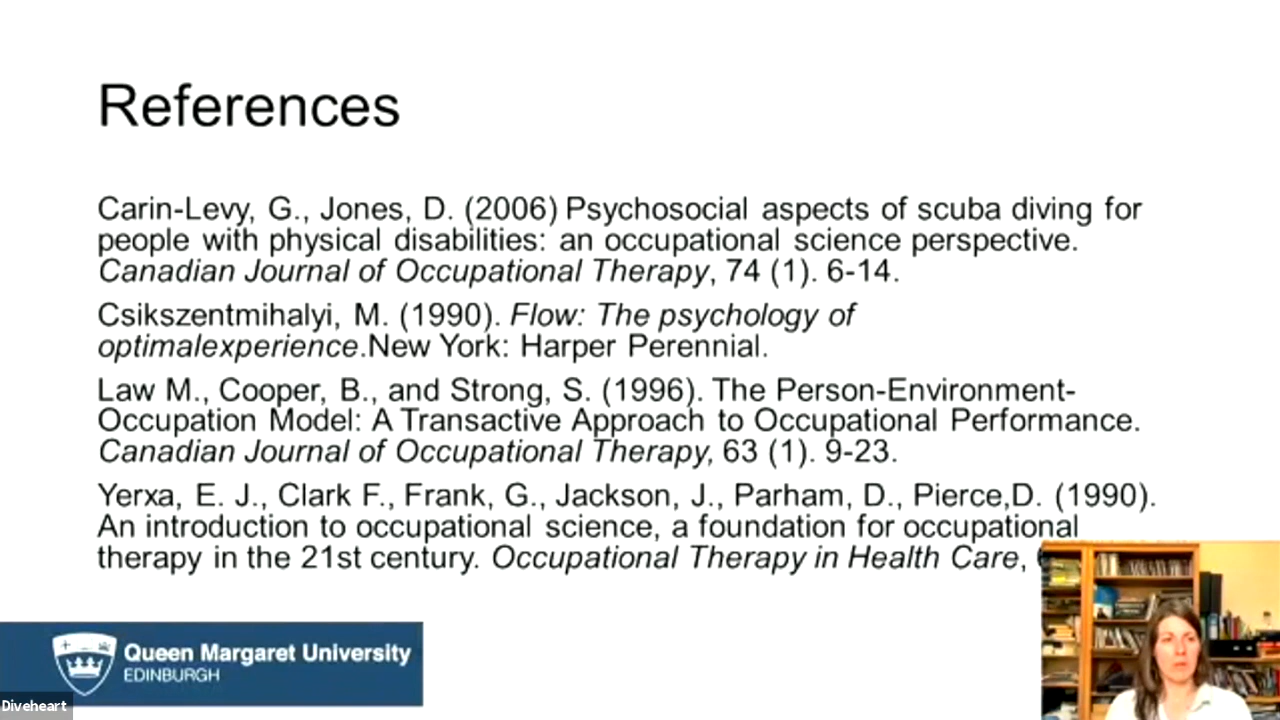 References
Carin-Levy, G., Jones, D. (2006) Psychosocial aspects of scuba diving for
people with physical disabilities: an occupational science perspective.
Canadian Journal of Occupational Therapy, 74 (1). 6-14.
Csikszentmihalyi, M. (1990). Flow: The psychology of
optimalexperience.New York: Harper Perennial.
Law M., Cooper, B., and Strong, S. (1996). The Person-Environment-
Occupation Model: A Transactive Approach to Occupational Performance.
Canadian Journal of Occupational Therapy, 63 (1). 9-23.
Yerxa, E. J., Clark F., Frank, G., Jackson, J., Parham, D., Pierce,D. (1990).
An introduction to occupational science, a foundation for occupational
therapy in the 21st century. Occupational Therapy in Health Care,
Queen Margaret University
EDINBURGH
Diveheart